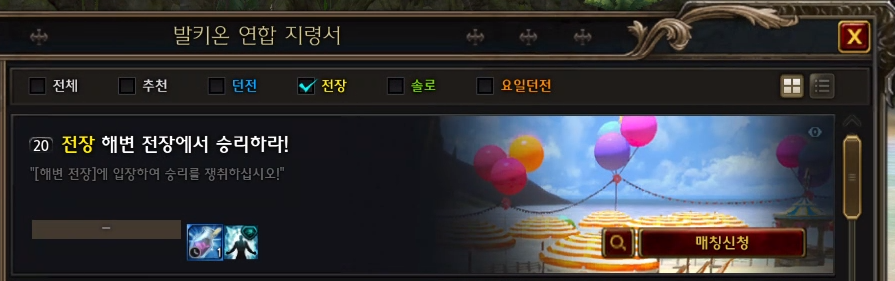 발키온 연합 지령서
X
전체 추천 던전 전장 솔로 요일던전
20 전장 해변 전장에서 승리하라!
"[해변 전장]에 입장하여 승리를 쟁취하십시오!"
–
1
매칭신청